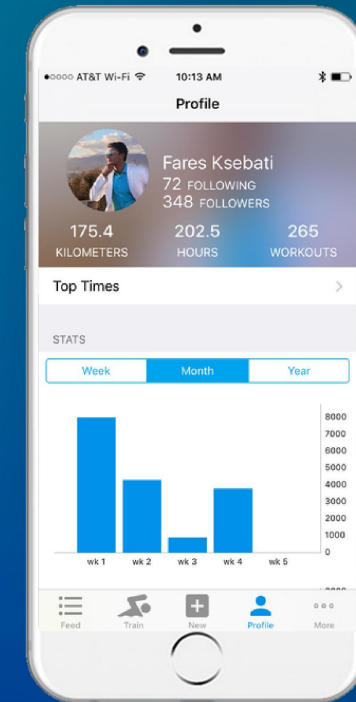 AT&T Wi-Fi 10:13 AM
Profile
Fares Ksebati
72 FOLLOWING
348 FOLLOWERS
175.4 202.5 265
KILOMETERS HOURS WORKOUTS
Top Times
STATS
Week Month Year
8000
7000
6000
5000
4000
3000
2000
1000
0
wk 1 wk 2 wk 3 wk 4 wk 5
Feed Train New Profile More